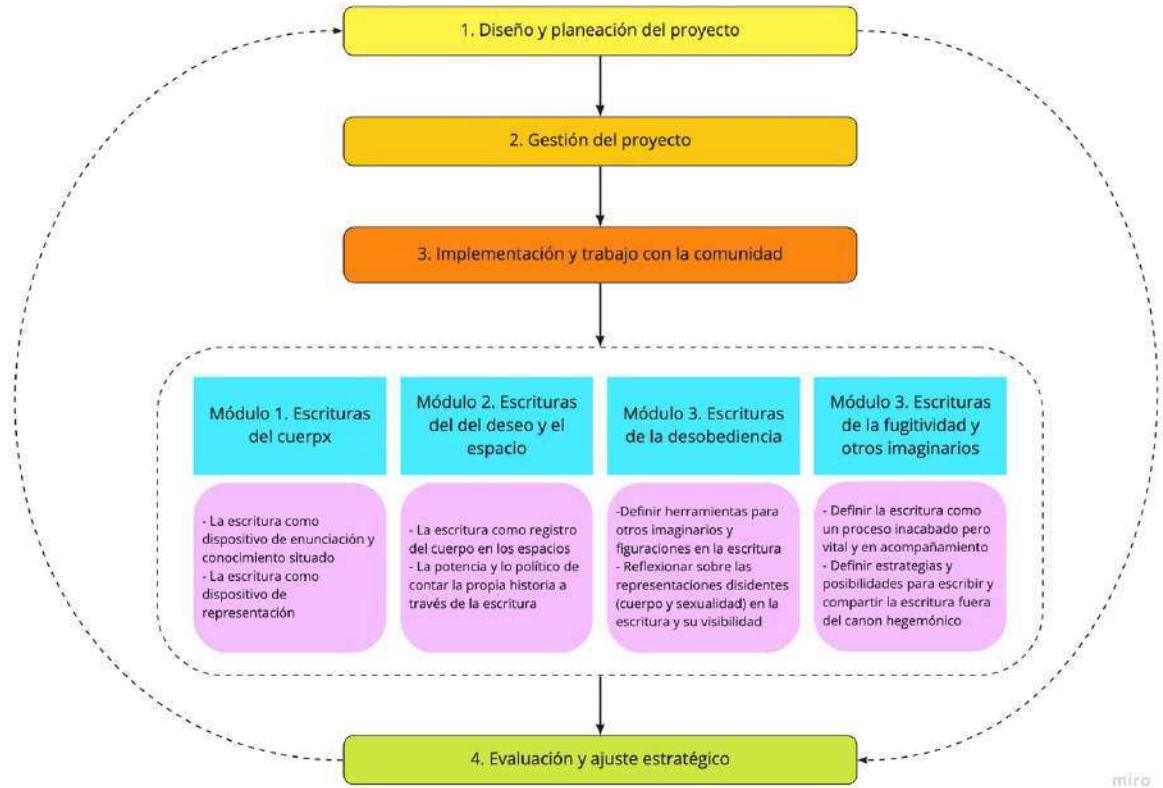 1. Diseño y planeación del proyecto
2. Gestión del proyecto
3. Implementación y trabajo con la comunidad
Módulo 1. Escrituras
del cuerpx
Módulo 2. Escrituras
del del deseo y el
espacio
Módulo 3. Escrituras
de la desobediencia
Módulo 3. Escrituras
de la fugitividad y
otros imaginarios
- La escritura como
dispositivo de enunciación y
conocimiento situado
- La escritura como
dispositivo de
representación
- La escritura como registro
del cuerpo en los espacios
- La potencia y lo político de
contar la propia historia a
través de la escritura
-Definir herramientas para
otros imaginarios y
figuraciones en la escritura
- Reflexionar sobre las
representaciones disidentes
(cuerpo y sexualidad) en la
escritura y su visibilidad
- Definir la escritura como
un proceso inacabado pero
vital y en acompañamiento
- Definir estrategias y
posibilidades para escribir y
compartir la escritura fuera
del canon hegemónico
4. Evaluación y ajuste estratégico
miro